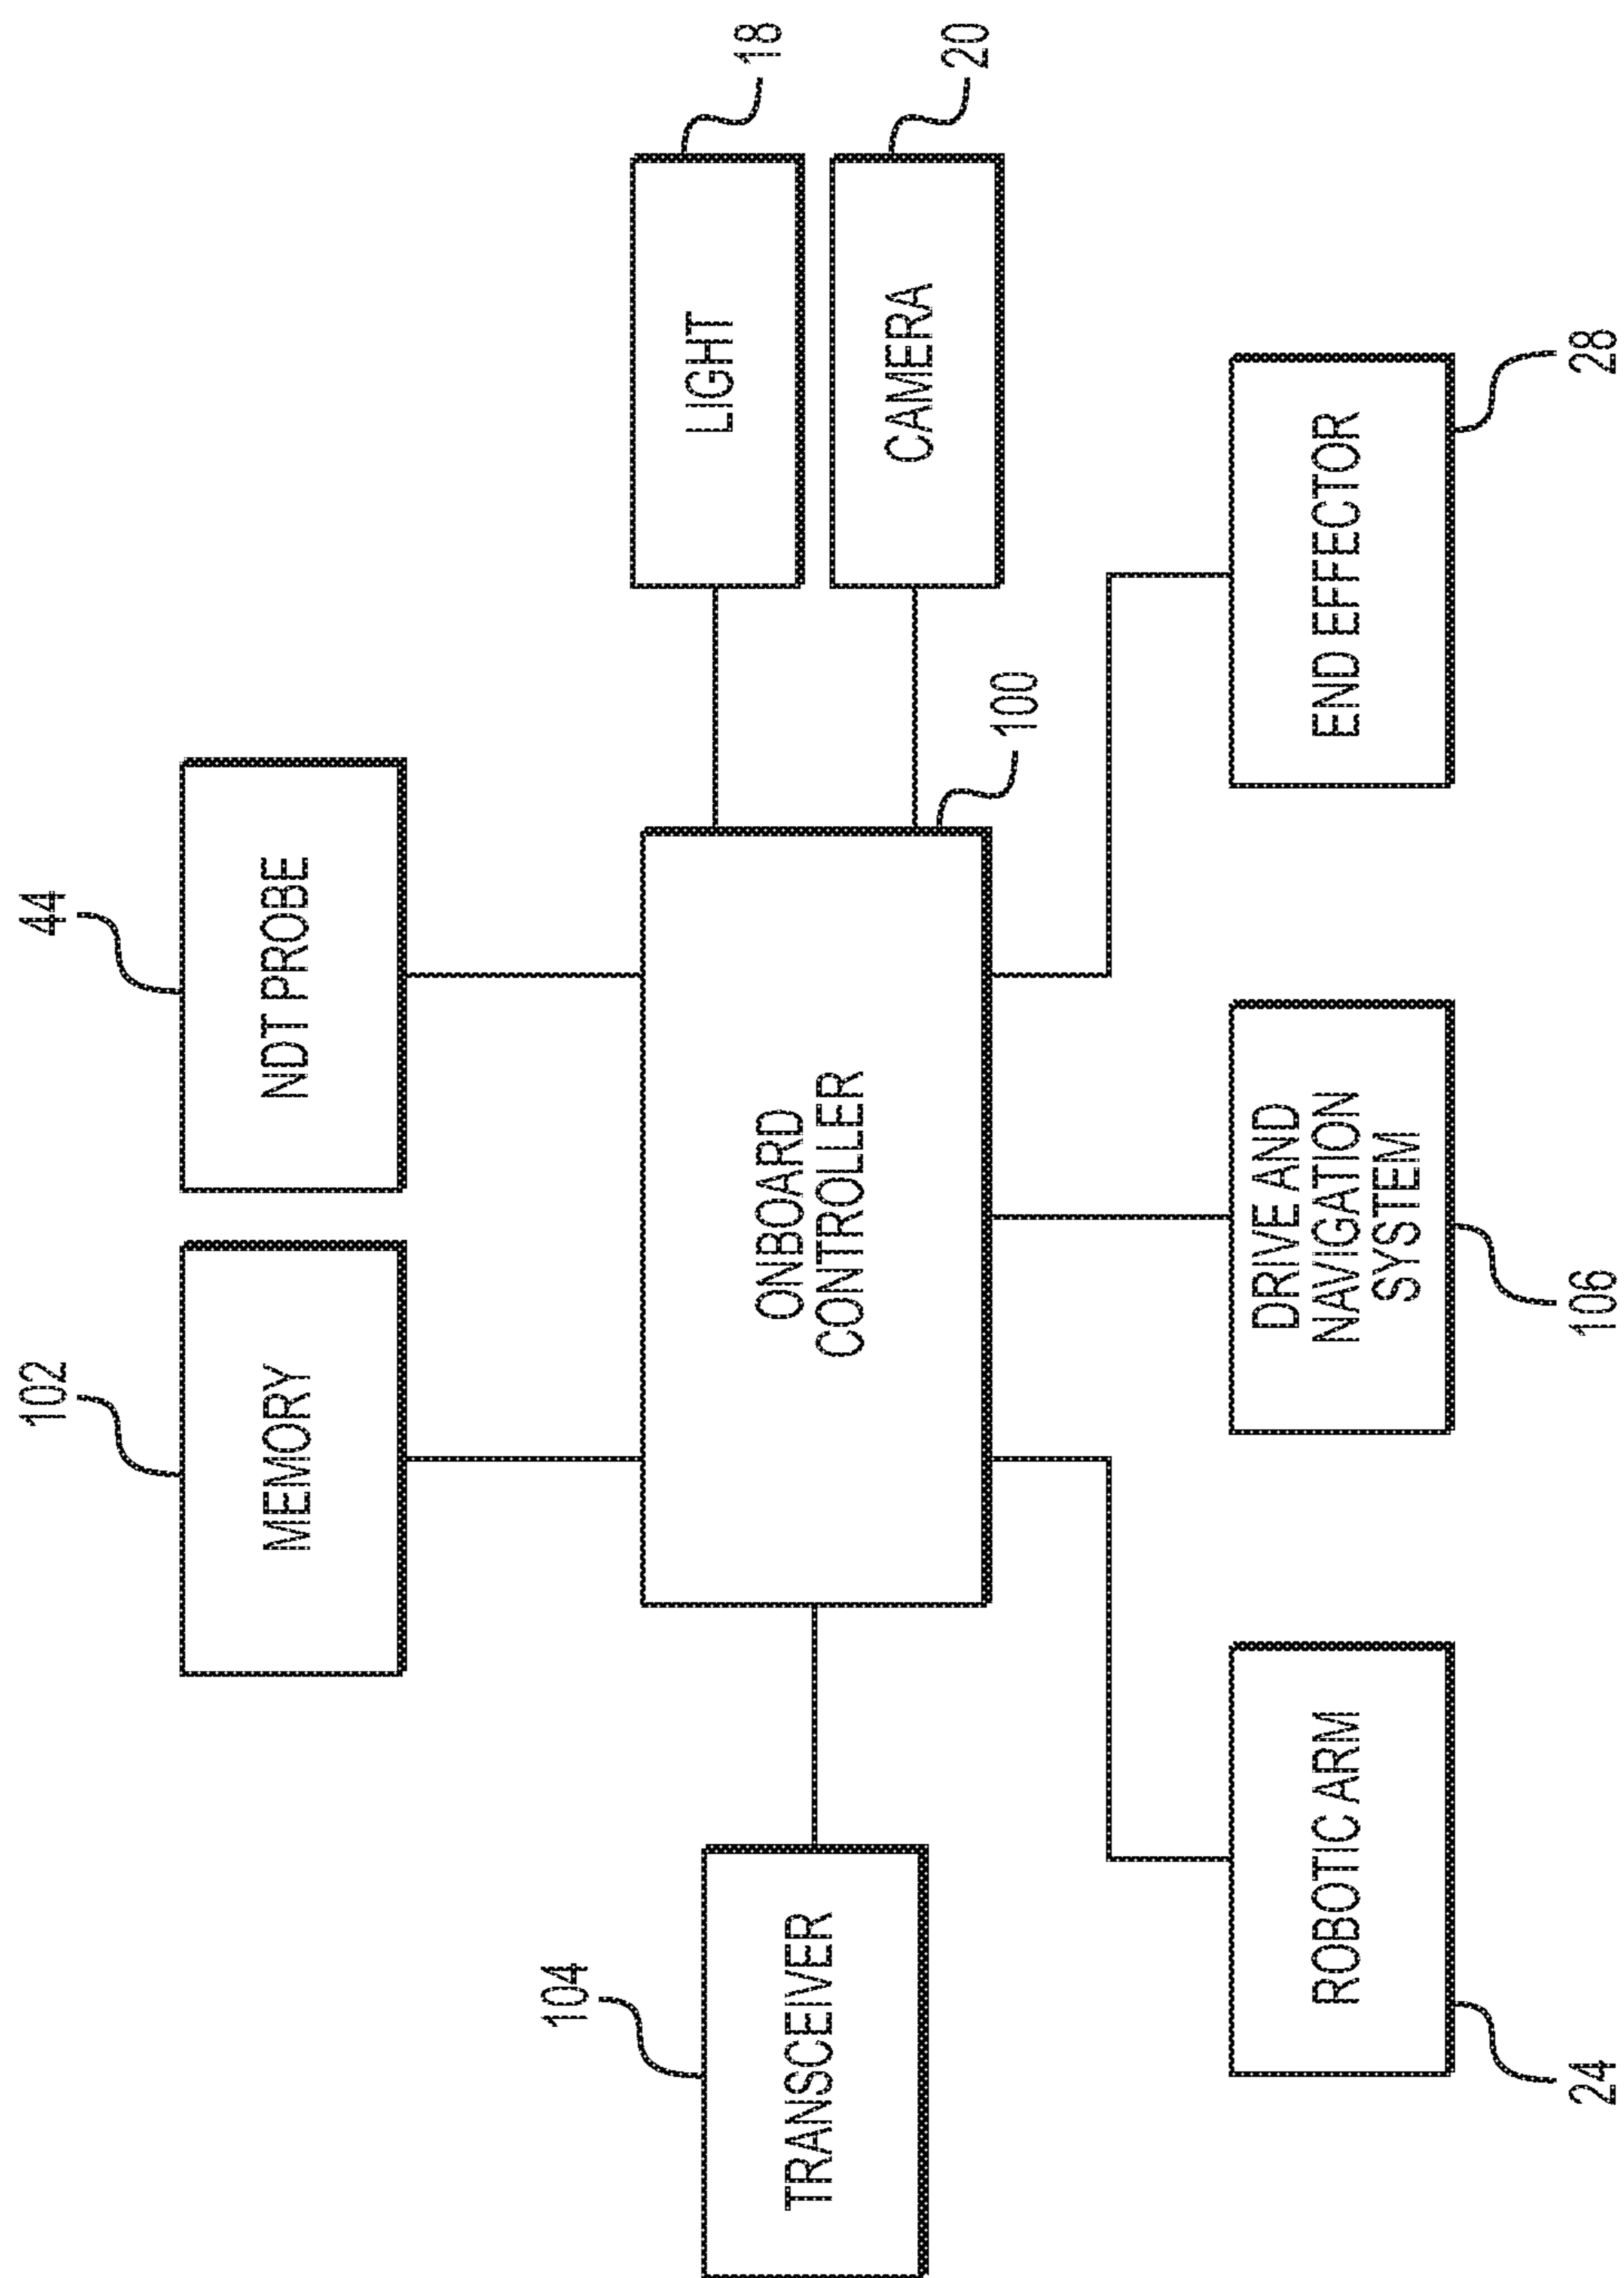 102
44
MEMORY
NDT PROBE
104
TRANSCEIVER
ONBOARD
CONTROLLER
100
LIGHT
18
CAMERA
20
ROBOTIC ARM
24
DRIVE AND
NAVIGATION
SYSTEM
106
END EFFECTOR
28